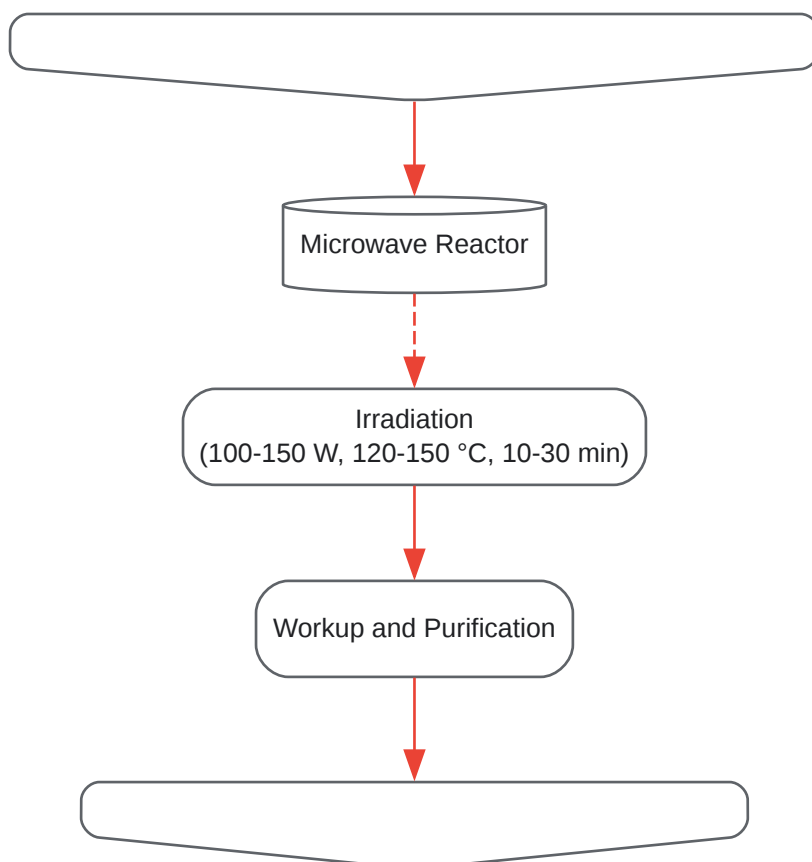 Microwave Reactor
Irradiation
(100-150 W, 120-150 °C, 10-30 min)
Workup and Purification